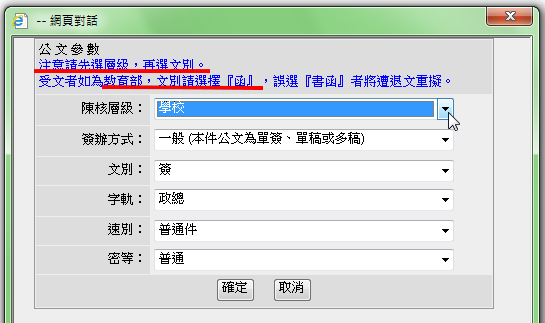 -- 網頁對話
公文參數
注意請先選層級，再選文別。
受文者如為教育部，文別請選擇『函』，誤選『書函』者將遭退文重擬。
陳核層級： 學校
簽辦方式： 一般 (本件公文為單簽、單稿或多稿)
文別： 簽
字軌： 政總
速別： 普通件
密等： 普通
確定 取消